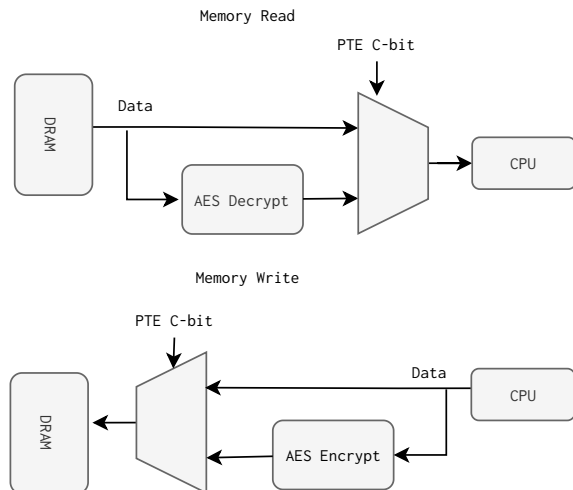 Memory Read
PTE C-bit
Data
DRAM
AES Decrypt
CPU
Memory Write
PTE C-bit
Data
CPU
DRAM
AES Encrypt